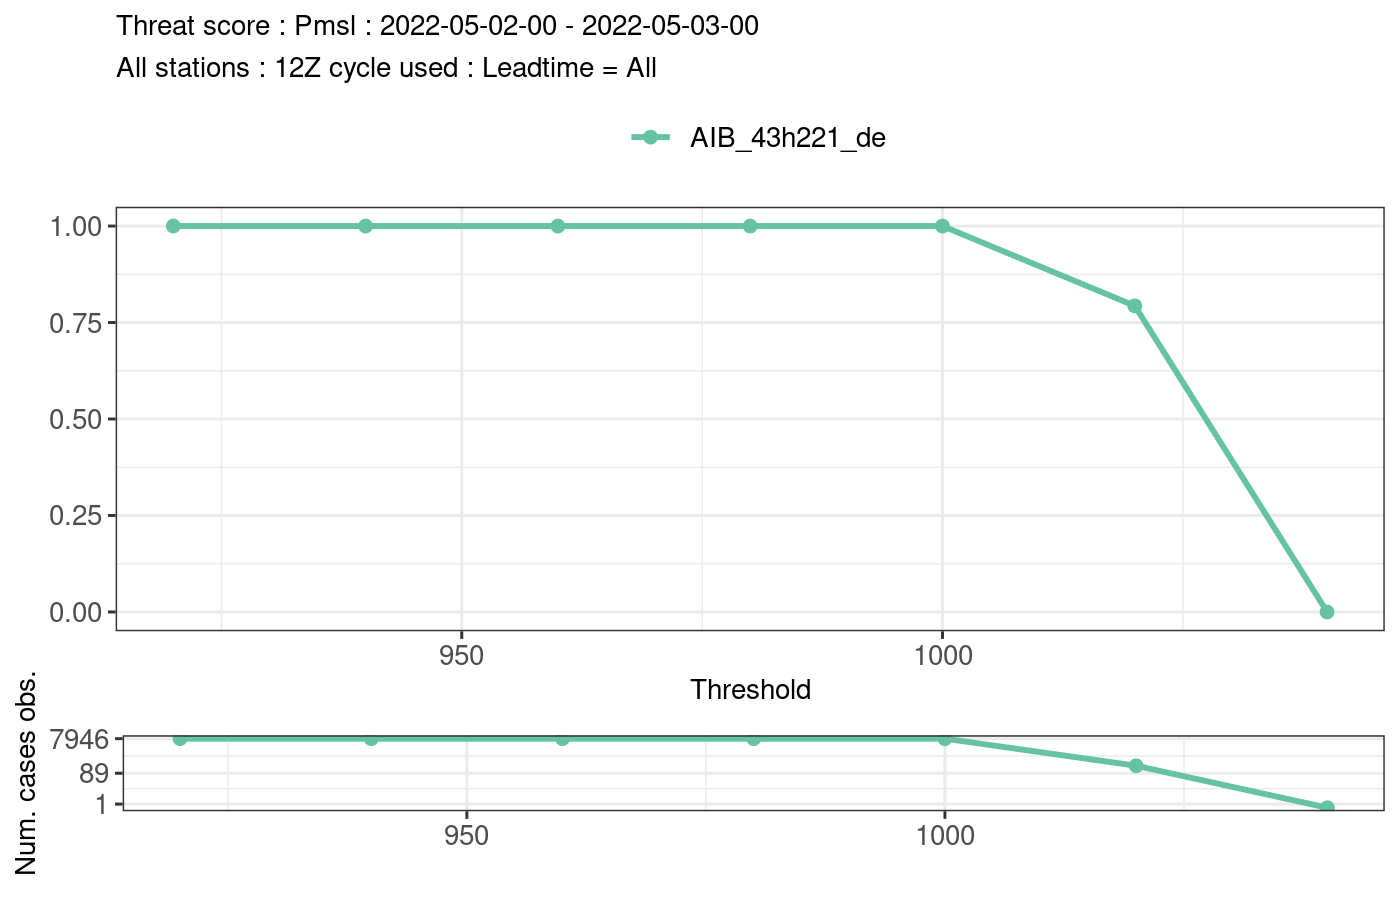 Threat score : Pmsl : 2022-05-02-00 - 2022-05-03-00
All stations : 12Z cycle used : Leadtime = All
AIB_43h221_de
1.00
0.75
0.50
0.25
0.00
950 1000
Threshold
Num. cases obs.
7946
89
1
950 1000